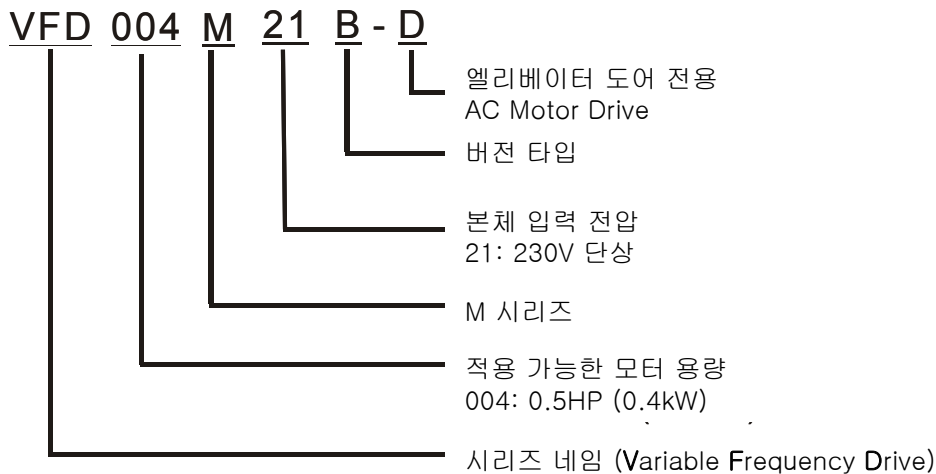 VFD 004 M 21 B - D
엘리베이터 도어 전용
AC Motor Drive
버전 타입
본체 입력 전압
21: 230V 단상
M 시리즈
적용 가능한 모터 용량
004: 0.5HP (0.4kW)
시리즈 네임 (Variable Frequency Drive)